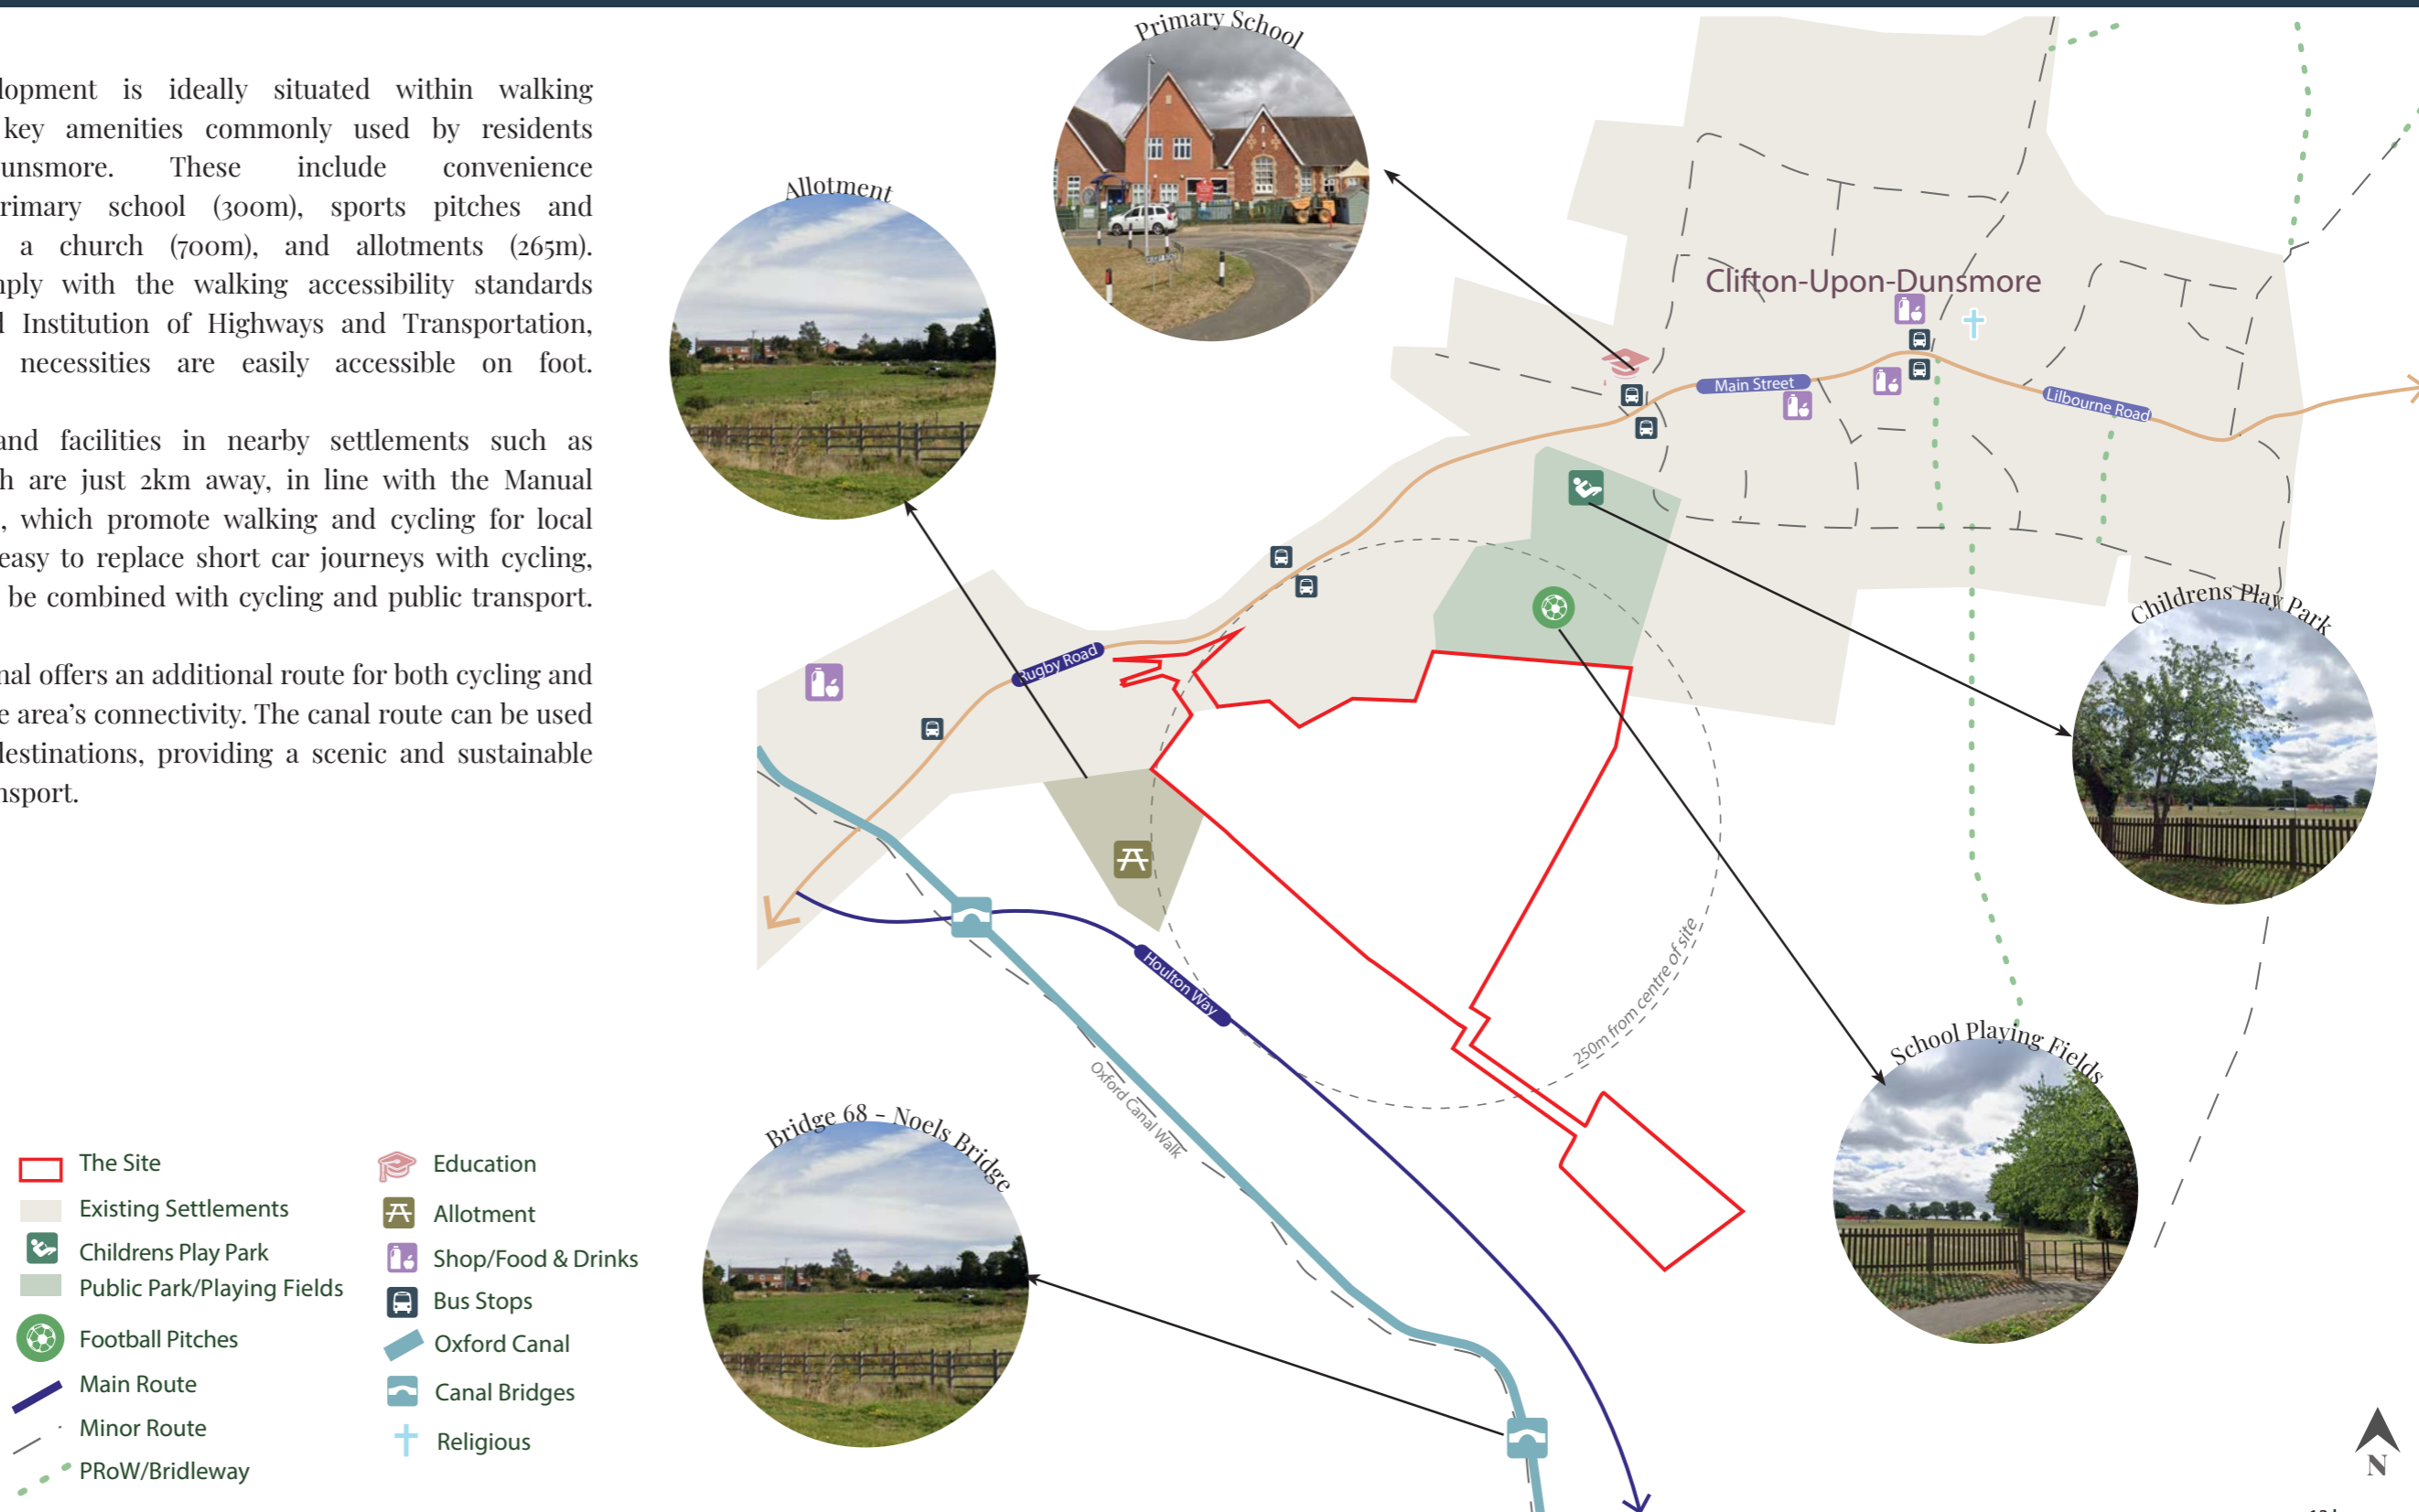 lopment is ideally situated within walking
key amenities commonly used by residents
unsmore. These include convenience
rimary school (300m), sports pitches and
a church (700m), and allotments (265m).
nply with the walking accessibility standards
d Institution of Highways and Transportation,
necessities are easily accessible on foot.
and facilities in nearby settlements such as
h are just 2km away, in line with the Manual
, which promote walking and cycling for local
easy to replace short car journeys with cycling,
be combined with cycling and public transport.
nal offers an additional route for both cycling and
e area's connectivity. The canal route can be used
destinations, providing a scenic and sustainable
nsport.
Primary School
Allotment
Clifton-Upon-Dunsmore
Main Street
Lilbourne Road
Rugby Road
Childrens Play Park
Houlton Way
250m from centre of site
Oxford Canal Walk
School Playing Fields
Bridge 68 - Noels Bridge
The Site
Existing Settlements
Childrens Play Park
Public Park/Playing Fields
Football Pitches
Main Route
Minor Route
PRoW/Bridleway
Education
Allotment
Shop/Food & Drinks
Bus Stops
Oxford Canal
Canal Bridges
Religious
N